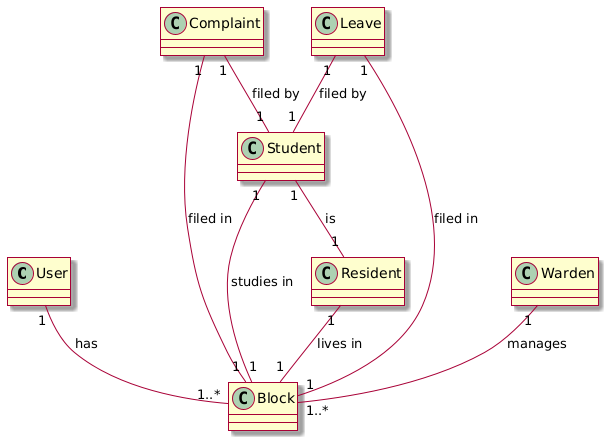 C Complaint
C Leave
1 1
1 1
filed by
filed by
1 1
C Student
1 1
filed in
is
filed in
1
studies in
C User
C Resident
C Warden
1
1
1
has
lives in
manages
1..*
1 1
1
1
1..*
C Block